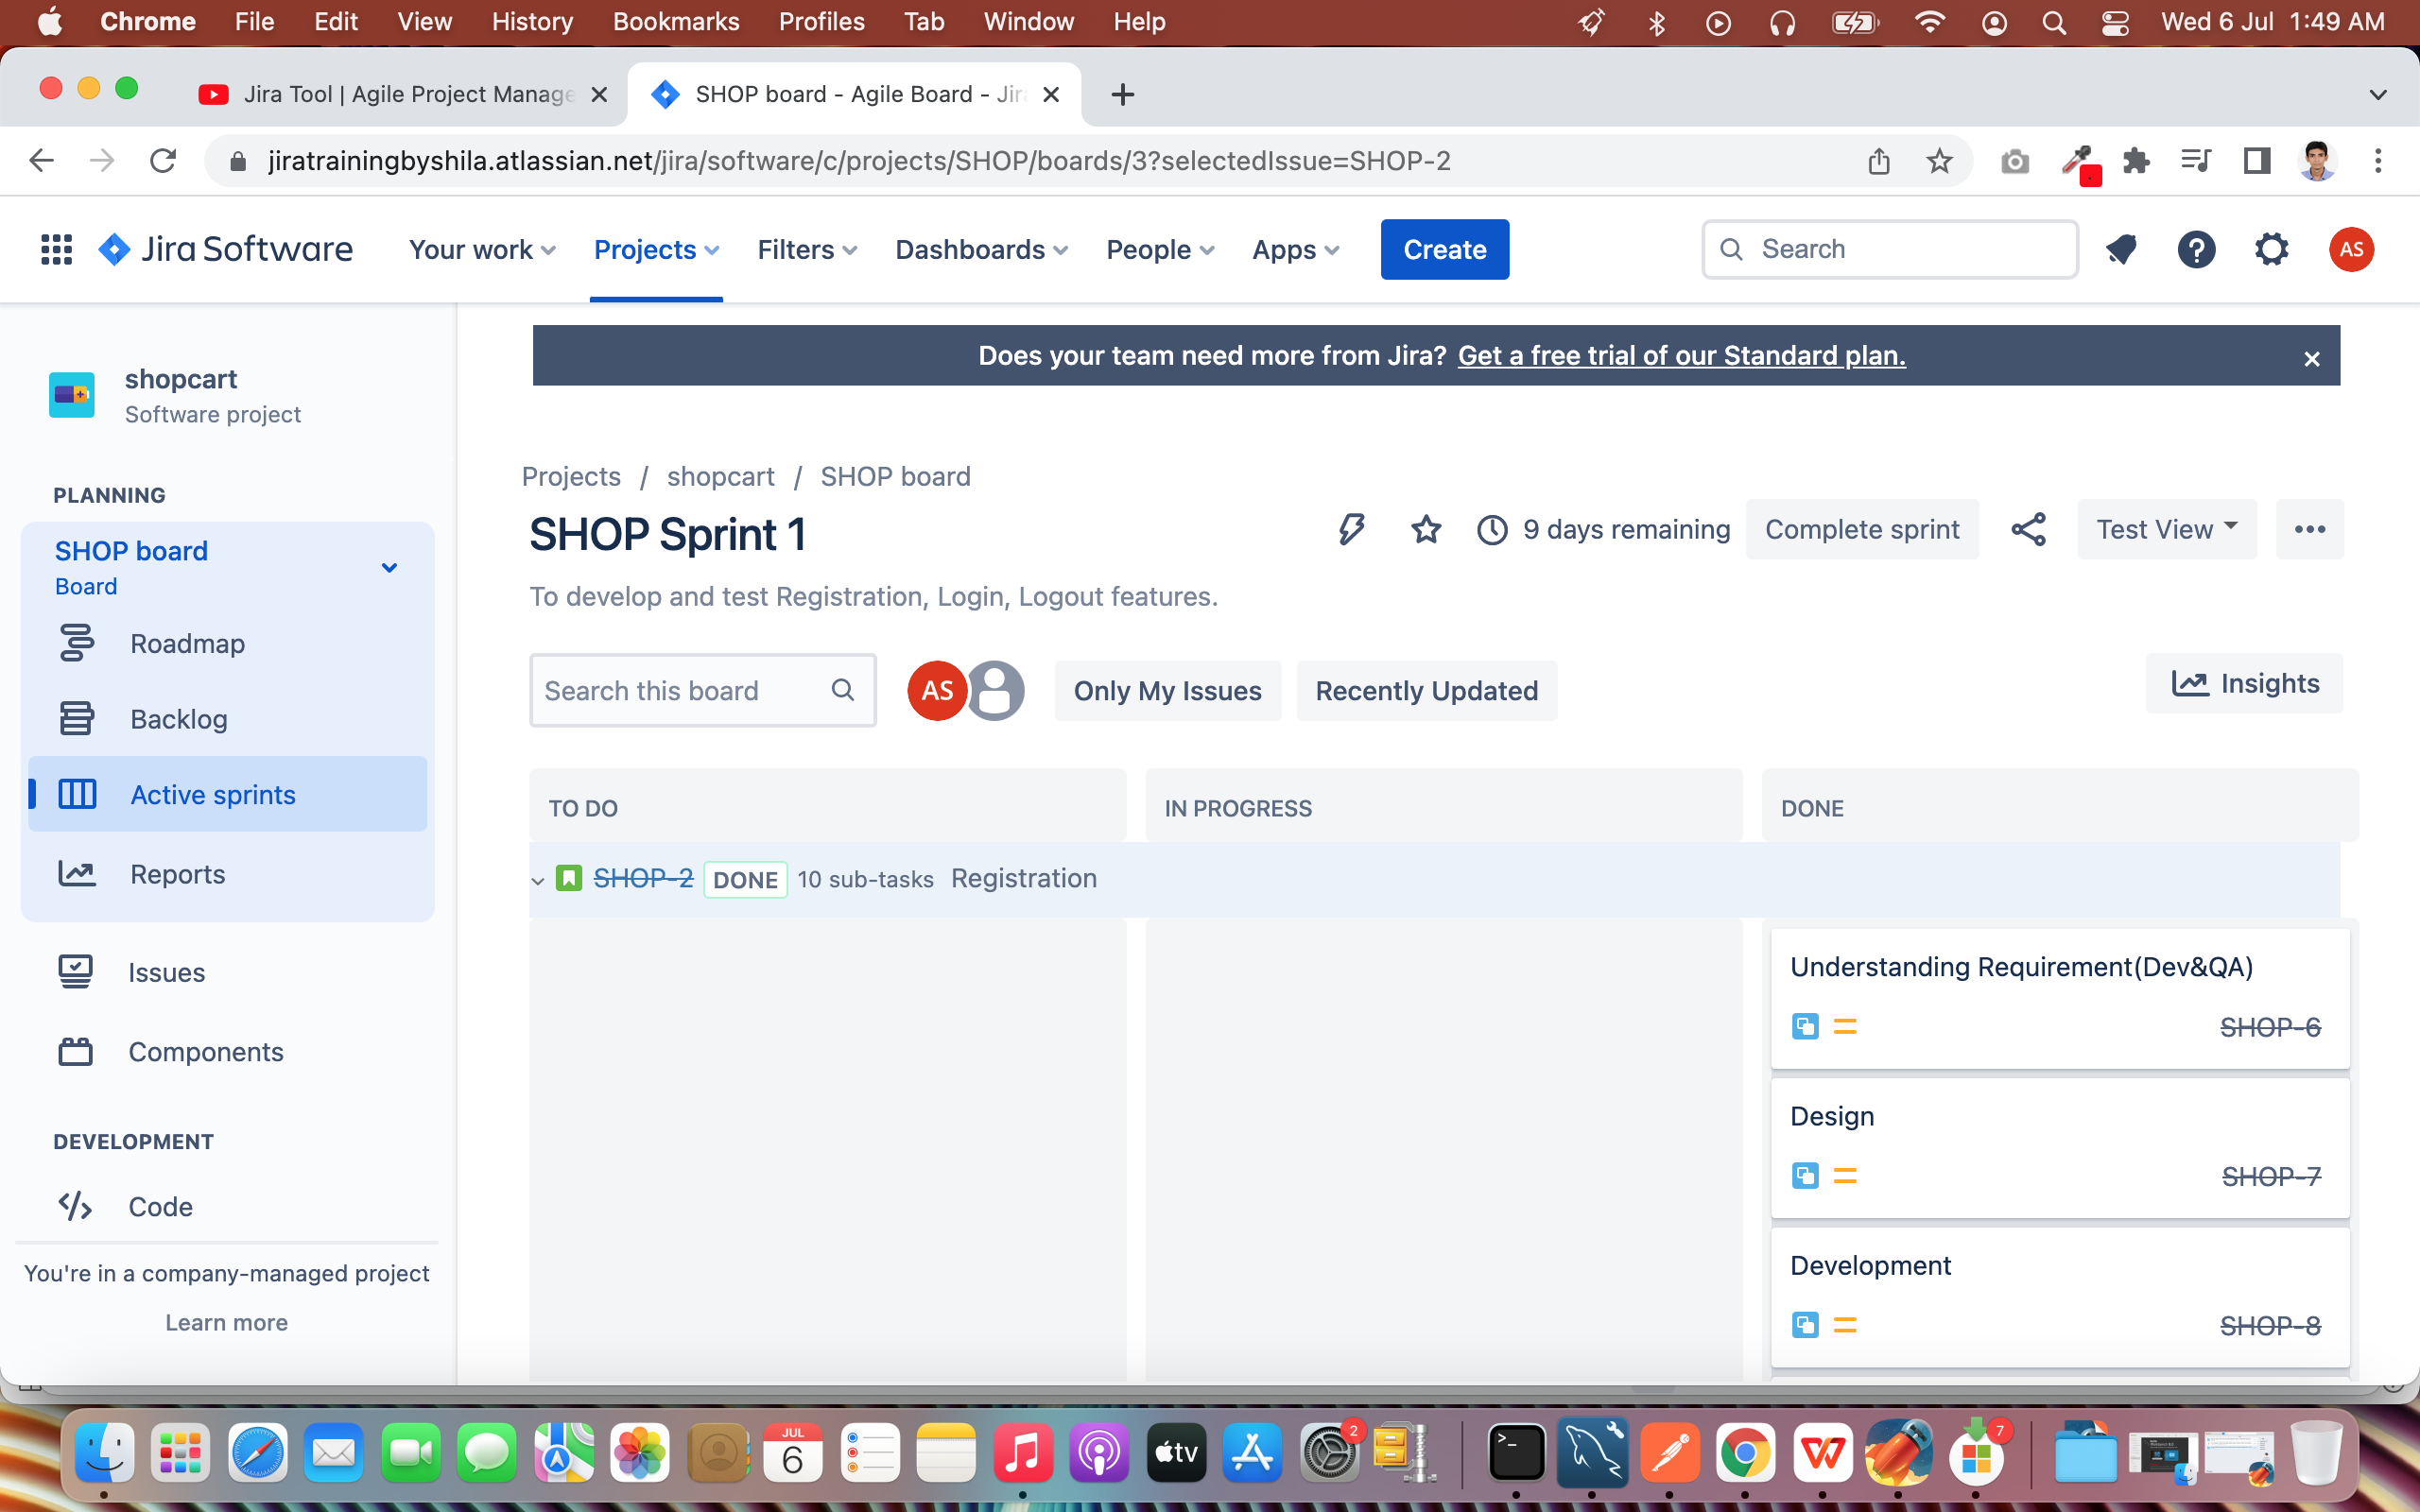 Chrome File Edit View History Bookmarks Profiles Tab Window Help Wed 6 Jul 1:49 AM
Jira Tool | Agile Project Manage SHOP board - Agile Board - Jir
jiratrainingbyshila.atlassian.net/jira/software/c/projects/SHOP/boards/3?selectedIssue=SHOP-2
Jira Software Your work Projects Filters Dashboards People Apps Create Search ? AS
Does your team need more from Jira? Get a free trial of our Standard plan.
shopcart
Software project
PLANNING
SHOP board
Board
Roadmap
Backlog
Active sprints
Reports
Issues
Components
DEVELOPMENT
Code
You're in a company-managed project
Learn more
Projects / shopcart / SHOP board
SHOP Sprint 1
9 days remaining Complete sprint Test View
To develop and test Registration, Login, Logout features.
Search this board AS Only My Issues Recently Updated Insights
TO DO IN PROGRESS DONE
SHOP-2 DONE 10 sub-tasks Registration
Understanding Requirement(Dev&QA)
SHOP-6
Design
SHOP-7
Development
SHOP-8
JUL
6
tv
2
7